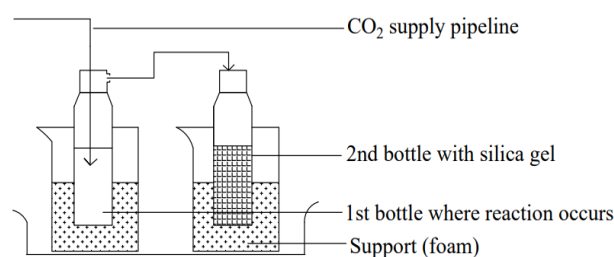 CO₂ supply pipeline
2nd bottle with silica gel
1st bottle where reaction occurs
Support (foam)